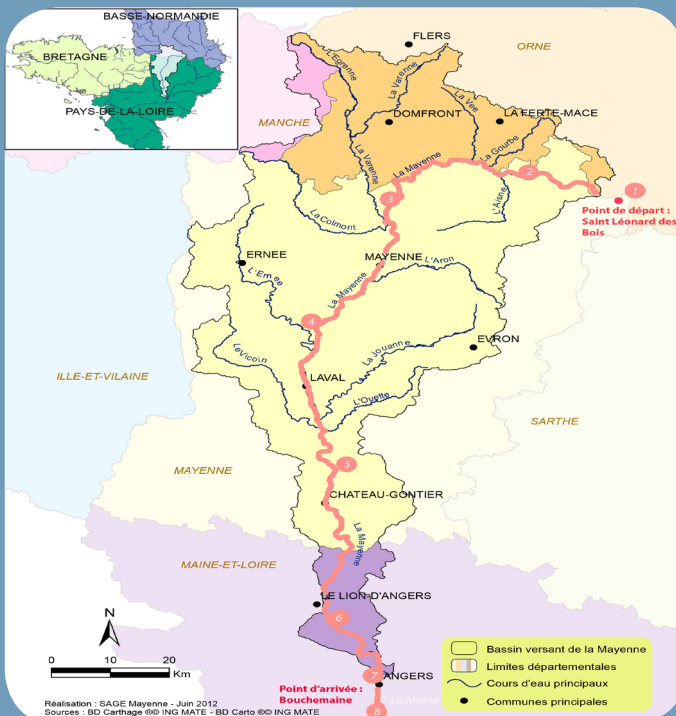 BASSE-NORMANDIE
BRETAGNE
PAYS-DE-LA-LOIRE
FLERS
ORNE
L'Egrenne
La Varenne
MANCHE
DOMFRONT
La Vee
LA FERTE-MACE
La Gourbe
La Varenne
La Mayenne
2
1
3
L'Aisne
Point de départ :
Saint Léonard des
Bois
La Colmont
ERNEE
MAYENNE
L'Aron
L'Ernée
La Mayenne
4
EVRON
Le Vicoin
La Jouanne
ILLE-ET-VILAINE
LAVAL
L'Ouette
SARTHE
MAYENNE
5
CHATEAU-GONTIER
La Mayenne
MAINE-ET-LOIRE
LE LION-D'ANGERS
6
N
0 10 20
Km
7
ANGERS
Point d'arrivée :
Bouchemaine
La Maine
8
Bassin versant de la Mayenne
Limites départementales
Cours d'eau principaux
Communes principales
Réalisation : SAGE Mayenne - Juin 2012
Sources : BD Carthage ®© ING MATE - BD Carto ®© ING MATE